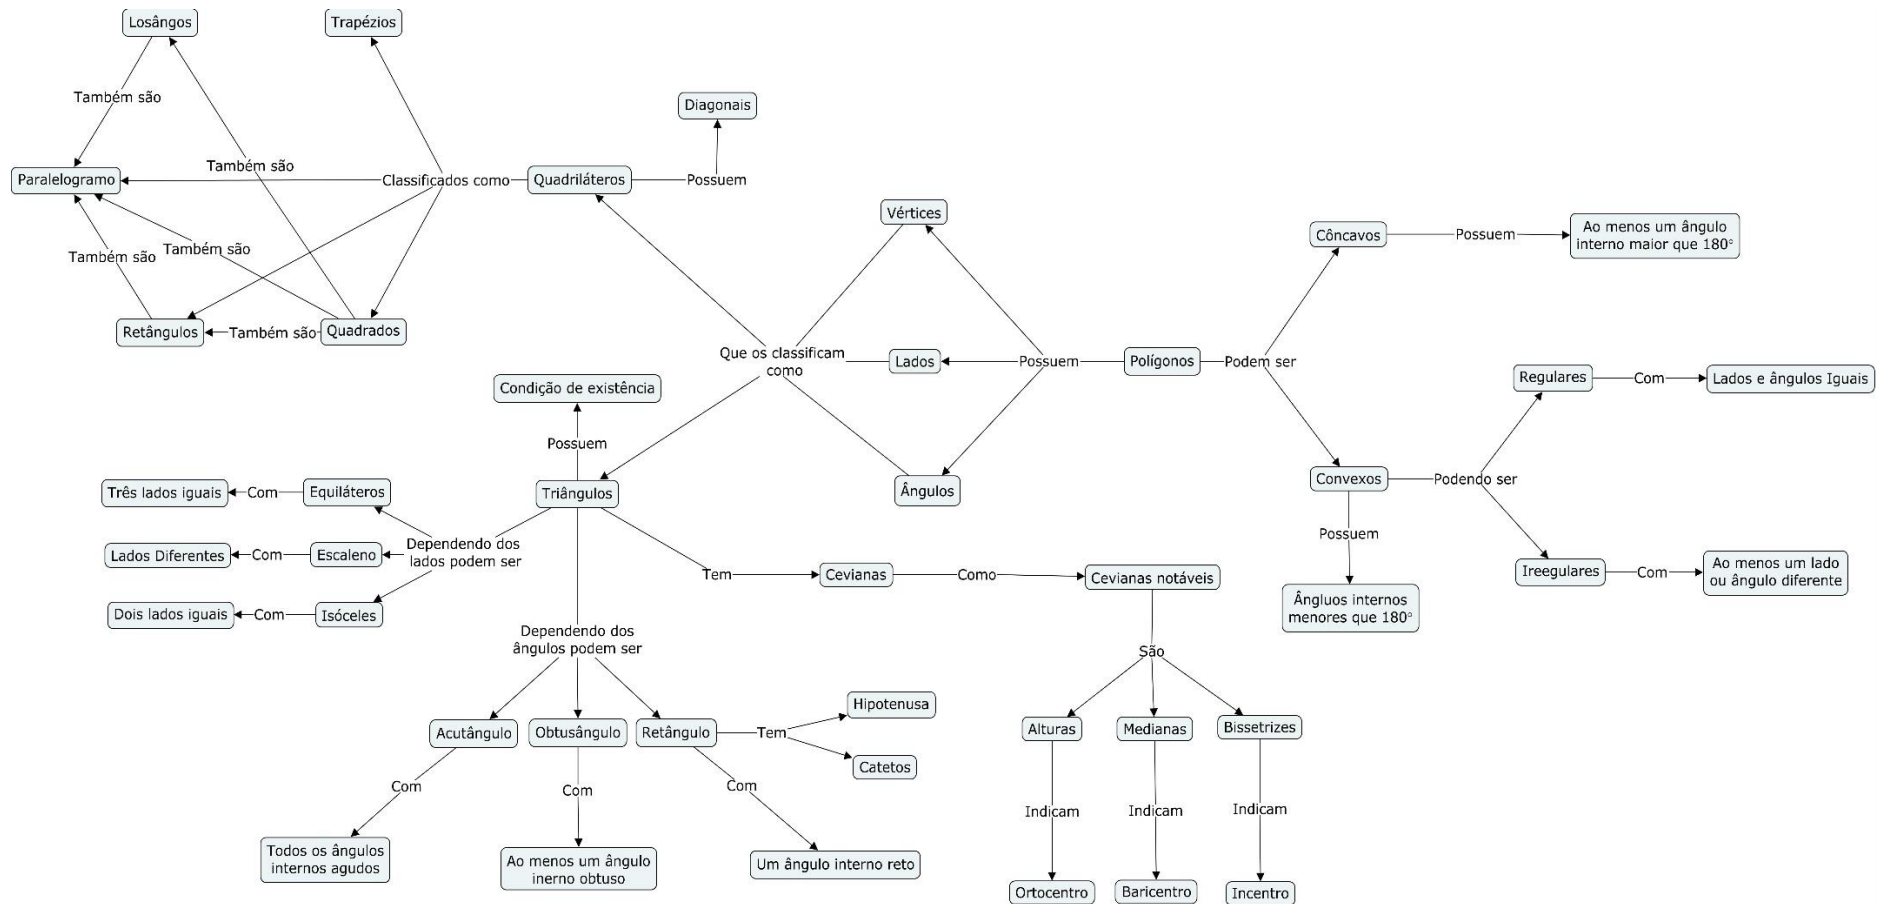 Losângos
Trapézios
Também são
Diagonais
Também são
Paralelogramo
Classificados como
Quadriláteros
Possuem
Também são
Também são
Retângulos
Também são
Quadrados
Vértices
Que os classificam
como
Lados
Possuem
Polígonos
Podem ser
Ângulos
Côncavos
Possuem
Ao menos um ângulo
interno maior que 180°
Regulares
Com
Lados e ângulos Iguais
Convexos
Podendo ser
Possuem
Ângluos internos
menores que 180°
Ireegulares
Com
Ao menos um lado
ou ângulo diferente
Condição de existência
Possuem
Triângulos
Três lados iguais
Com
Equiláteros
Lados Diferentes
Com
Escaleno
Dependendo dos
lados podem ser
Dois lados iguais
Com
Isóceles
Tem
Cevianas
Como
Cevianas notáveis
São
Alturas
Medianas
Bissetrizes
Indicam
Indicam
Indicam
Ortocentro
Baricentro
Incentro
Dependendo dos
ângulos podem ser
Acutângulo
Obtusângulo
Retângulo
Tem
Hipotenusa
Catetos
Com
Com
Com
Todos os ângulos
internos agudos
Ao menos um ângulo
inerno obtuso
Um ângulo interno reto